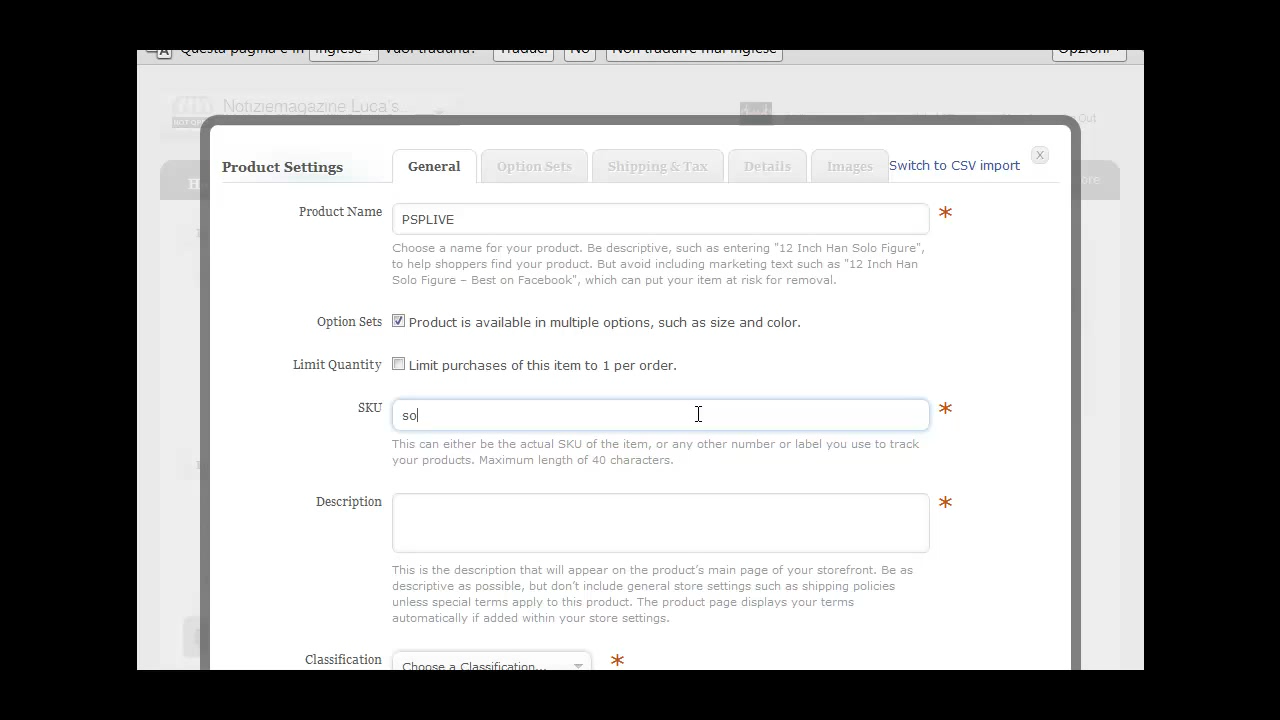 Questa pagina è in inglese Vuoi tradurla? Traduci No Non tradurre mai inglese Opzioni
Notiziemagazine Luca's...
NOT OP
Out
Product Settings General Option Sets Shipping & Tax Details Images Switch to CSV import X
H
ore
Product Name PSPLIVE *
Choose a name for your product. Be descriptive, such as entering "12 Inch Han Solo Figure",
to help shoppers find your product. But avoid including marketing text such as "12 Inch Han
Solo Figure – Best on Facebook", which can put your item at risk for removal.
Option Sets Product is available in multiple options, such as size and color.
Limit Quantity Limit purchases of this item to 1 per order.
SKU so *
This can either be the actual SKU of the item, or any other number or label you use to track
your products. Maximum length of 40 characters.
Description *
This is the description that will appear on the product's main page of your storefront. Be as
descriptive as possible, but don't include general store settings such as shipping policies
unless special terms apply to this product. The product page displays your terms
automatically if added within your store settings.
Classification Choose a Classification... *